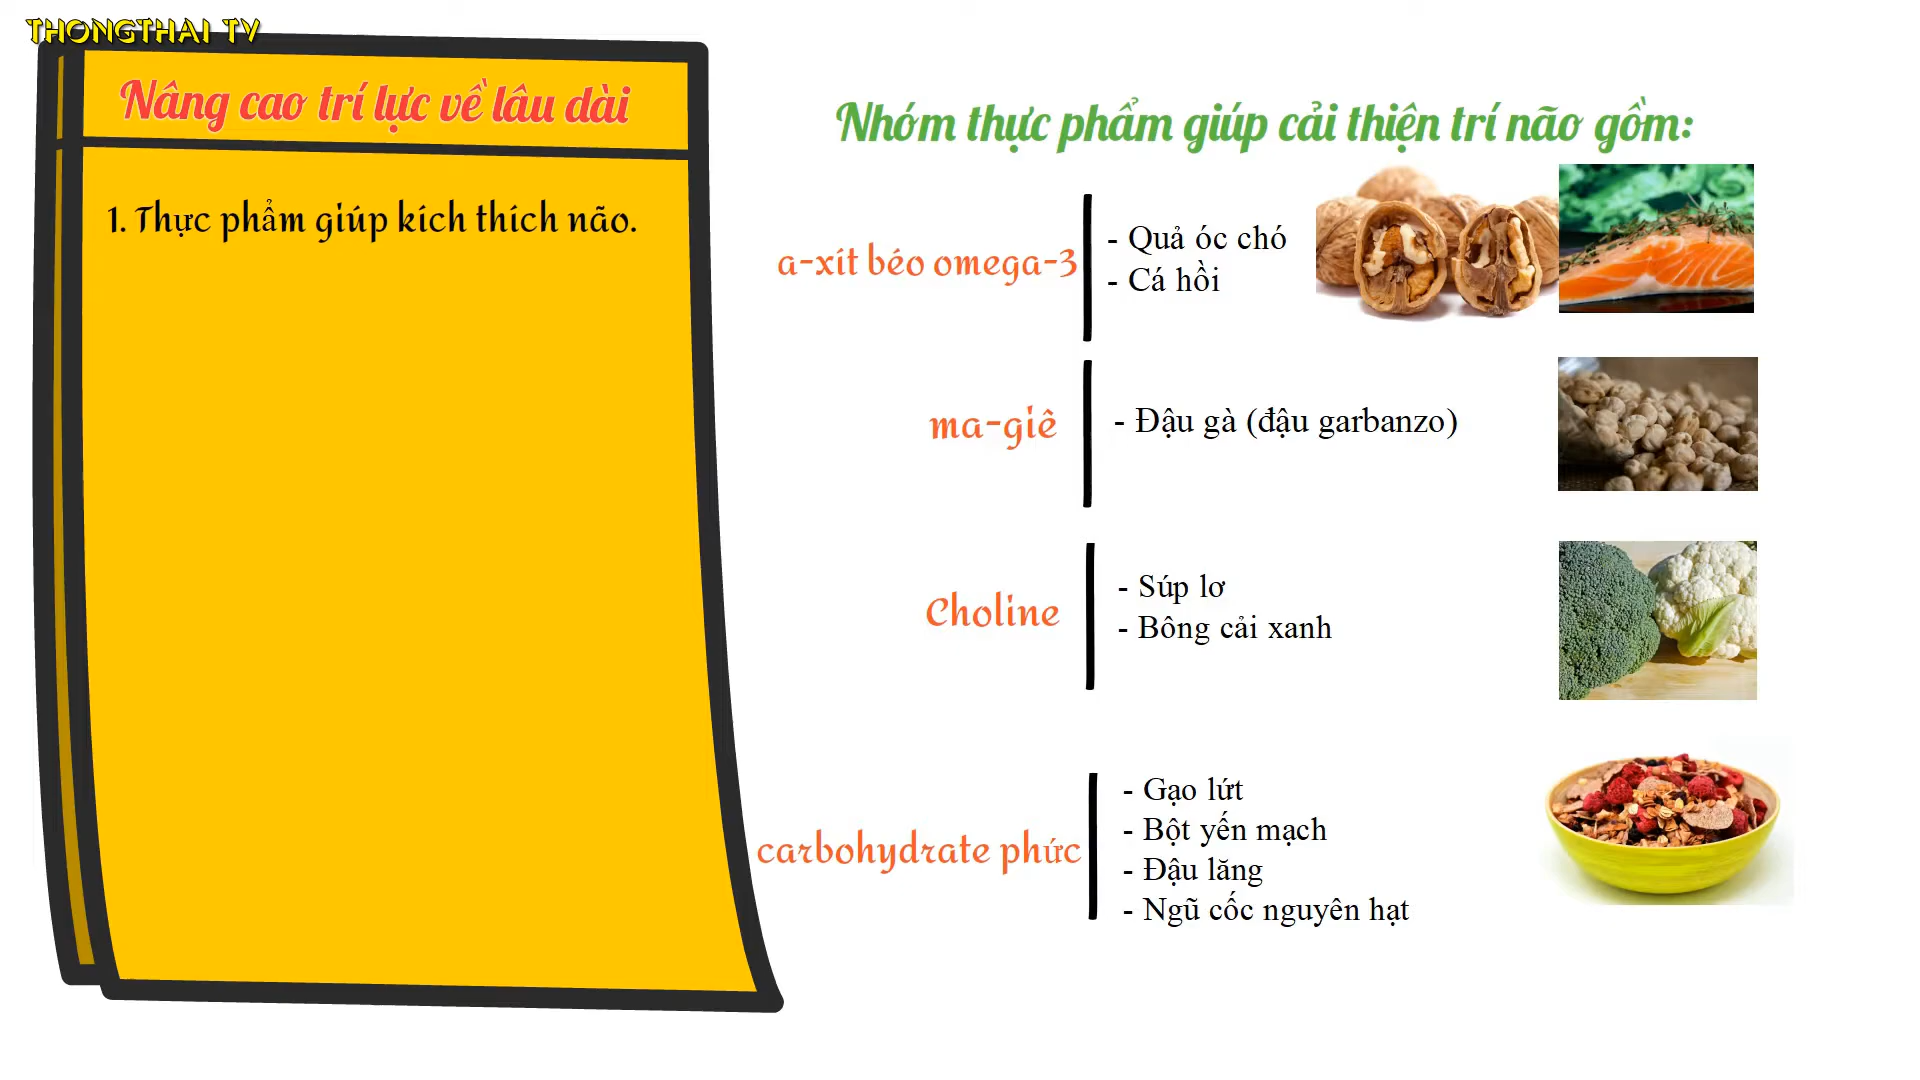 THONGTHAI TV
Nâng cao trí lực về lâu dài
1. Thực phẩm giúp kích thích não.
Nhóm thực phẩm giúp cải thiện trí não gồm:
a-xít béo omega-3
- Quả óc chó
- Cá hồi
ma-giê
- Đậu gà (đậu garbanzo)
Choline
- Súp lơ
- Bông cải xanh
carbohydrate phức
- Gạo lứt
- Bột yến mạch
- Đậu lăng
- Ngũ cốc nguyên hạt